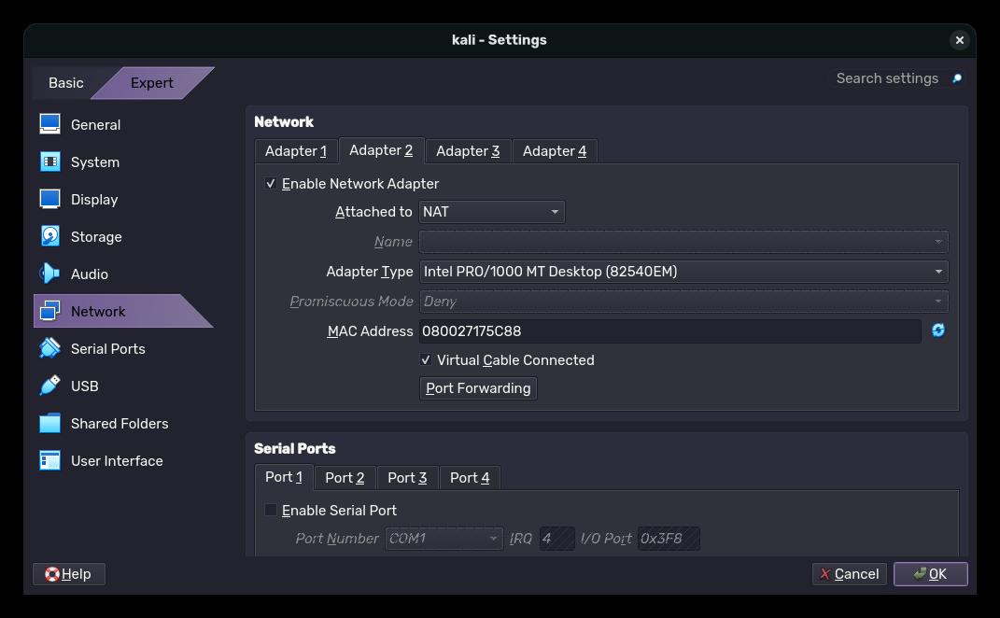 kali - Settings
Basic Expert Search settings
General
System
Display
Storage
Audio
Network
Serial Ports
USB
Shared Folders
User Interface
Network
Adapter 1 Adapter 2 Adapter 3 Adapter 4
Enable Network Adapter
Attached to NAT
Name
Adapter Type Intel PRO/1000 MT Desktop (82540EM)
Promiscuous Mode Deny
MAC Address 080027175C88
Virtual Cable Connected
Port Forwarding
Serial Ports
Port 1 Port 2 Port 3 Port 4
Enable Serial Port
Port Number COM1 IRQ 4 I/O Port 0x3F8
Help Cancel OK